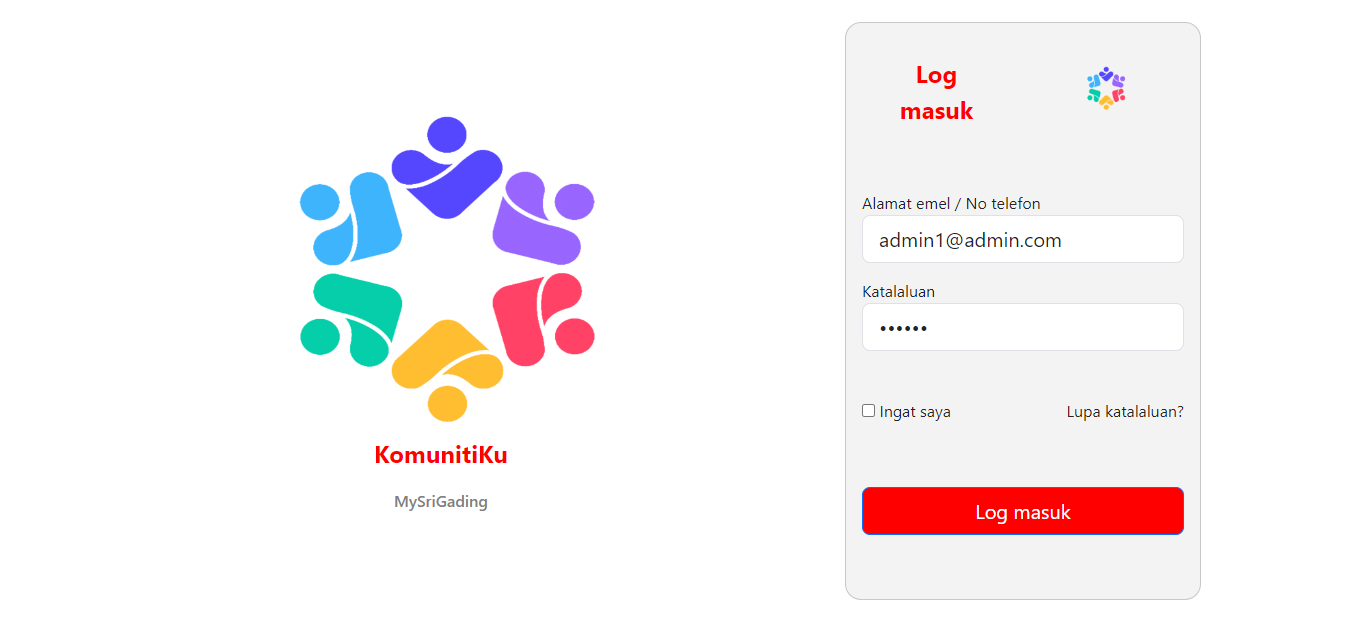 KomunitiKu
MySriGading
Log
masuk
Alamat emel / No telefon
admin1@admin.com
Katalaluan
••••••
Ingat saya
Lupa katalaluan?
Log masuk